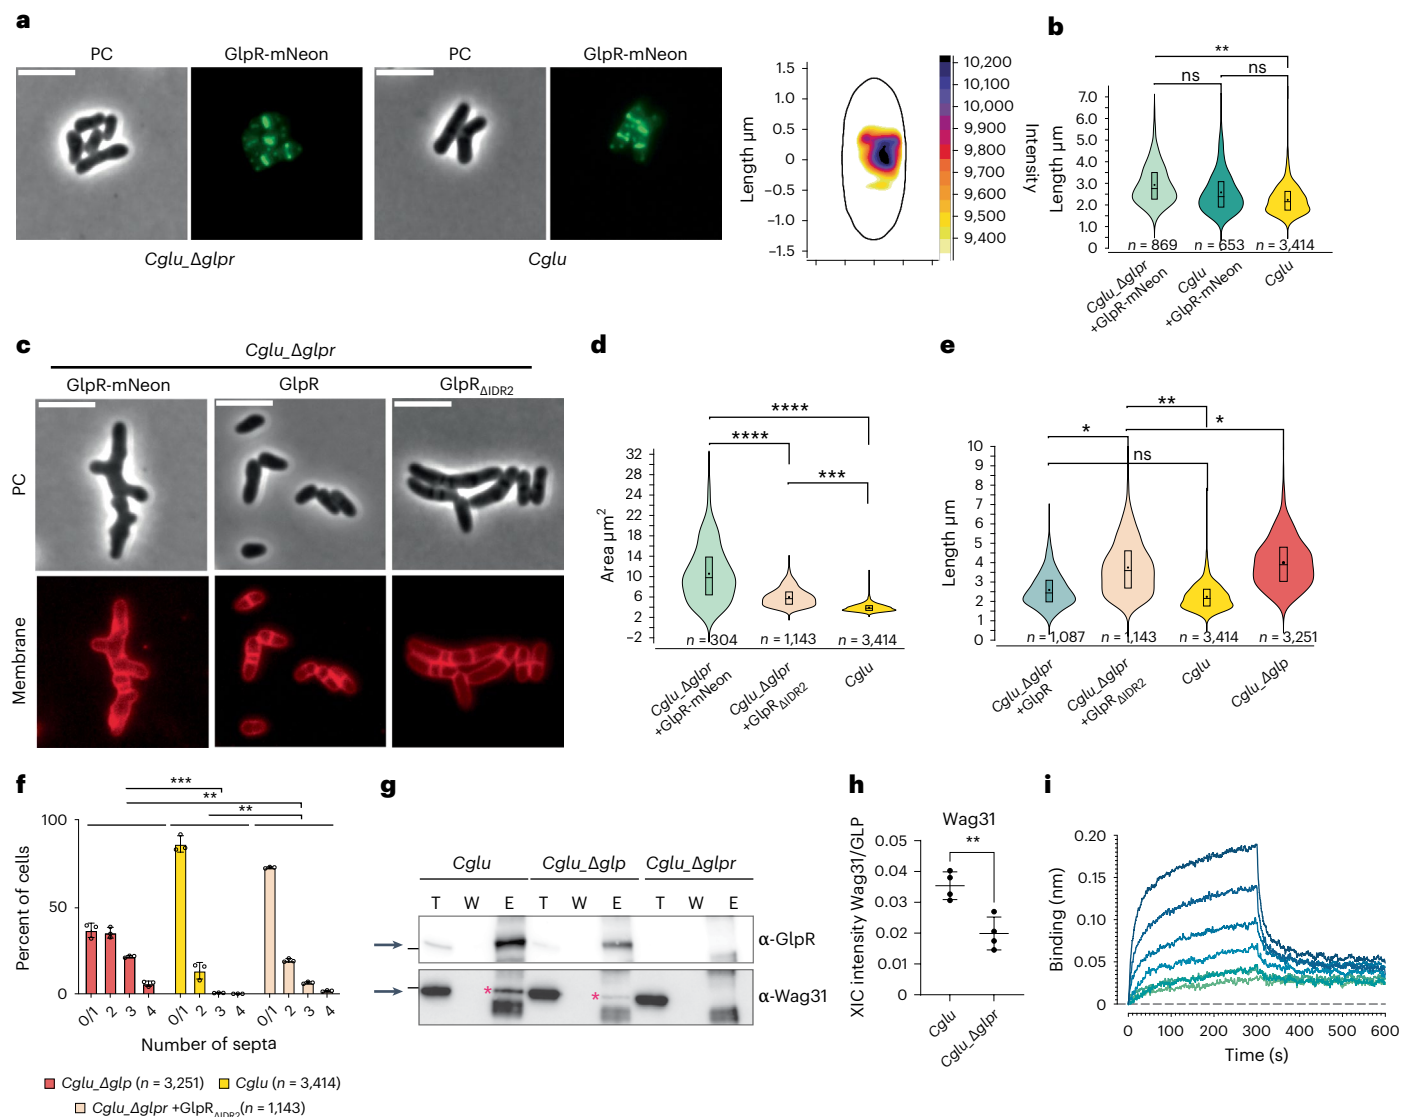 a
PC
GlpR-mNeon
PC
GlpR-mNeon
Cglu_Δglpr
Cglu
Length μm
1.5
1.0
0.5
0
−0.5
−1.0
−1.5
10,200
10,100
10,000
9,900
9,800
9,700
9,600
9,500
9,400
Intensity
b
**
ns
ns
Length μm
7.0
6.0
5.0
4.0
3.0
2.0
1.0
0
n = 869
n = 653
n = 3,414
Cglu_Δglpr
+GlpR-mNeon
Cglu
+GlpR-mNeon
Cglu
c
Cglu_Δglpr
GlpR-mNeon
GlpR
GlpRΔIDR2
PC
Membrane
d
****
****
***
Area μm2
32
28
24
22
18
14
10
6
2
−2
n = 304
n = 1,143
n = 3,414
Cglu_Δglpr
+GlpR-mNeon
Cglu_Δglpr
+GlpRΔIDR2
Cglu
e
**
*
*
ns
Length μm
10
9
8
7
6
5
4
3
2
1
0
n = 1,087
n = 1,143
n = 3,414
n = 3,251
Cglu_Δglpr
+GlpR
Cglu_Δglpr
+GlpRΔIDR2
Cglu
Cglu_Δglp
f
***
**
**
Percent of cells
100
50
0
0/1
2
3
4
0/1
2
3
4
0/1
2
3
4
Number of septa
Cglu_Δglp (n = 3,251)
Cglu (n = 3,414)
Cglu_Δglpr +GlpRΔIDR2(n = 1,143)
g
Cglu
Cglu_Δglp
Cglu_Δglpr
T W E T W E T W E
α-GlpR
* *
α-Wag31
h
Wag31
**
XIC intensity Wag31/GLP
0.05
0.04
0.03
0.02
0.01
0
Cglu
Cglu_Δglpr
i
Binding (nm)
0.20
0.15
0.10
0.05
0
0 100 200 300 400 500 600
Time (s)